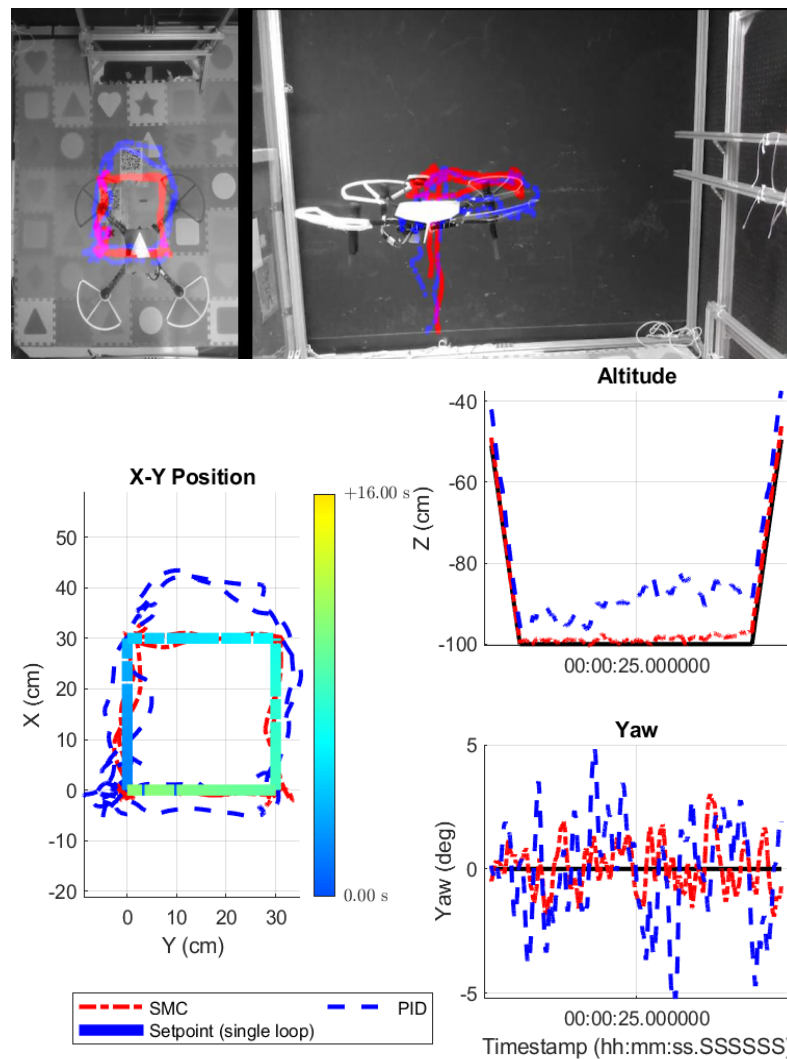 Altitude
-40
-60
-80
-100
Z (cm)
00:00:25.000000
X-Y Position
50
40
30
20
10
0
-10
-20
X (cm)
0
10
20
30
Y (cm)
+16.00 s
0.00 s
Yaw
5
0
-5
Yaw (deg)
00:00:25.000000
Timestamp (hh:mm:ss.SSSSSS)
SMC
PID
Setpoint (single loop)